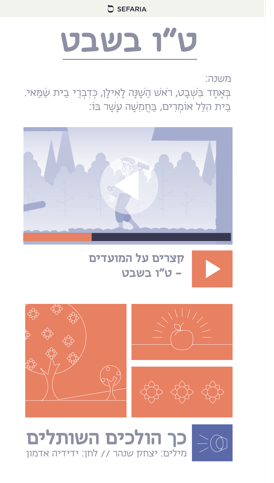 SEFARIA
ט״ו בשבט
משנה:
בְּאֶחָד בִּשְׁבָט, רֹאשׁ הַשָּׁנָה לָאִילָן, כְּדִבְרֵי בֵית שַׁמַּאי.
בֵּית הִלֵּל אוֹמְרִים, בַּחֲמִשָּׁה עָשָׂר בּוֹ:
קצרים על המועדים
– ט״ו בשבט
כך הולכים השותלים
מילים: יצחק שנהר // לחן: ידידיה אדמון